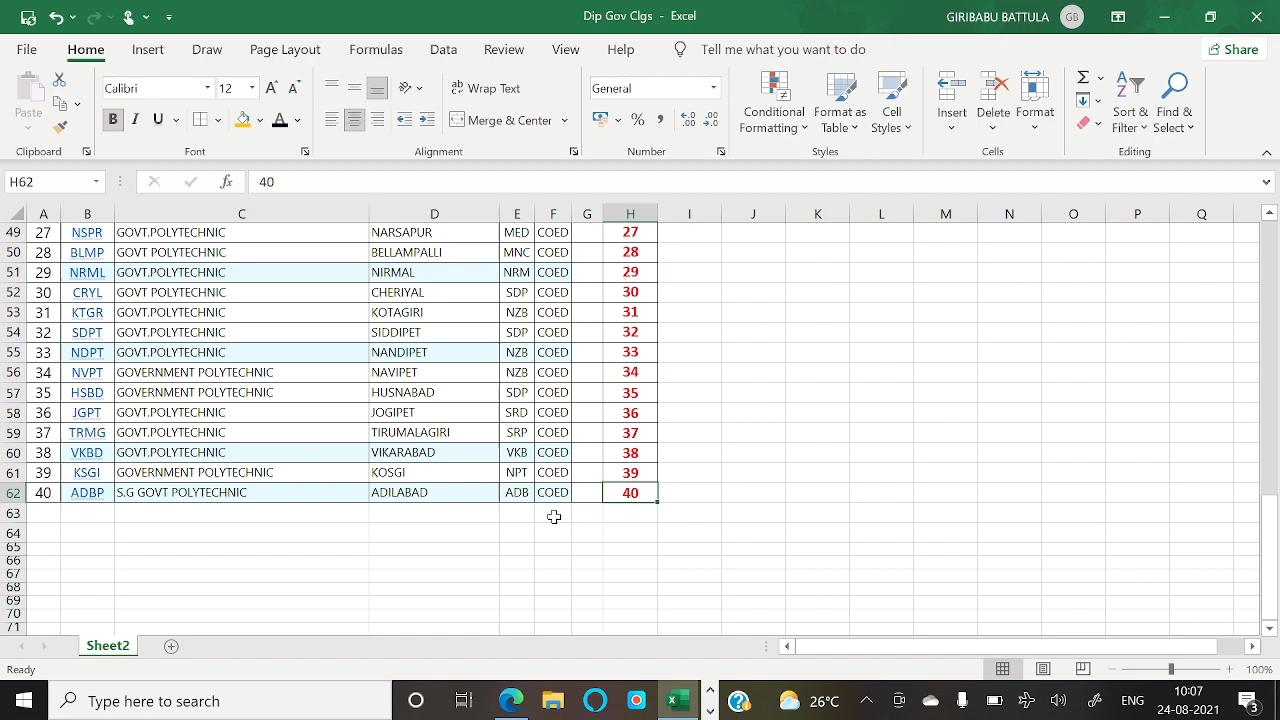 Dip Gov Clgs - Excel
GIRIBABU BATTULA GB
File Home Insert Draw Page Layout Formulas Data Review View Help Tell me what you want to do Share
Paste
Calibri 12
B I U A
Wrap Text
Merge & Center
General
% ,
Conditional Formatting
Format as Table
Cell Styles
Insert Delete Format
Sort & Filter
Find & Select
Clipboard Font Alignment Number Styles Cells Editing
H62 fx 40
A B C D E F G H I J K L M N O P Q
49 27 NSPR GOVT.POLYTECHNIC NARSAPUR MED COED 27
50 28 BLMP GOVT POLYTECHNIC BELLAMPALLI MNC COED 28
51 29 NRML GOVT.POLYTECHNIC NIRMAL NRM COED 29
52 30 CRYL GOVT POLYTECHNIC CHERIYAL SDP COED 30
53 31 KTGR GOVT.POLYTECHNIC KOTAGIRI NZB COED 31
54 32 SDPT GOVT.POLYTECHNIC SIDDIPET SDP COED 32
55 33 NDPT GOVT.POLYTECHNIC NANDIPET NZB COED 33
56 34 NVPT GOVERNMENT POLYTECHNIC NAVIPET NZB COED 34
57 35 HSBD GOVERNMENT POLYTECHNIC HUSNABAD SDP COED 35
58 36 JGPT GOVT.POLYTECHNIC JOGIPET SRD COED 36
59 37 TRMG GOVT.POLYTECHNIC TIRUMALAGIRI SRP COED 37
60 38 VKBD GOVT.POLYTECHNIC VIKARABAD VKB COED 38
61 39 KSGI GOVERNMENT POLYTECHNIC KOSGI NPT COED 39
62 40 ADBP S.G GOVT POLYTECHNIC ADILABAD ADB COED 40
63
64
65
66
67
68
69
70
71
Sheet2
Ready 100%
Type here to search 26°C ENG 10:07
24-08-2021 3